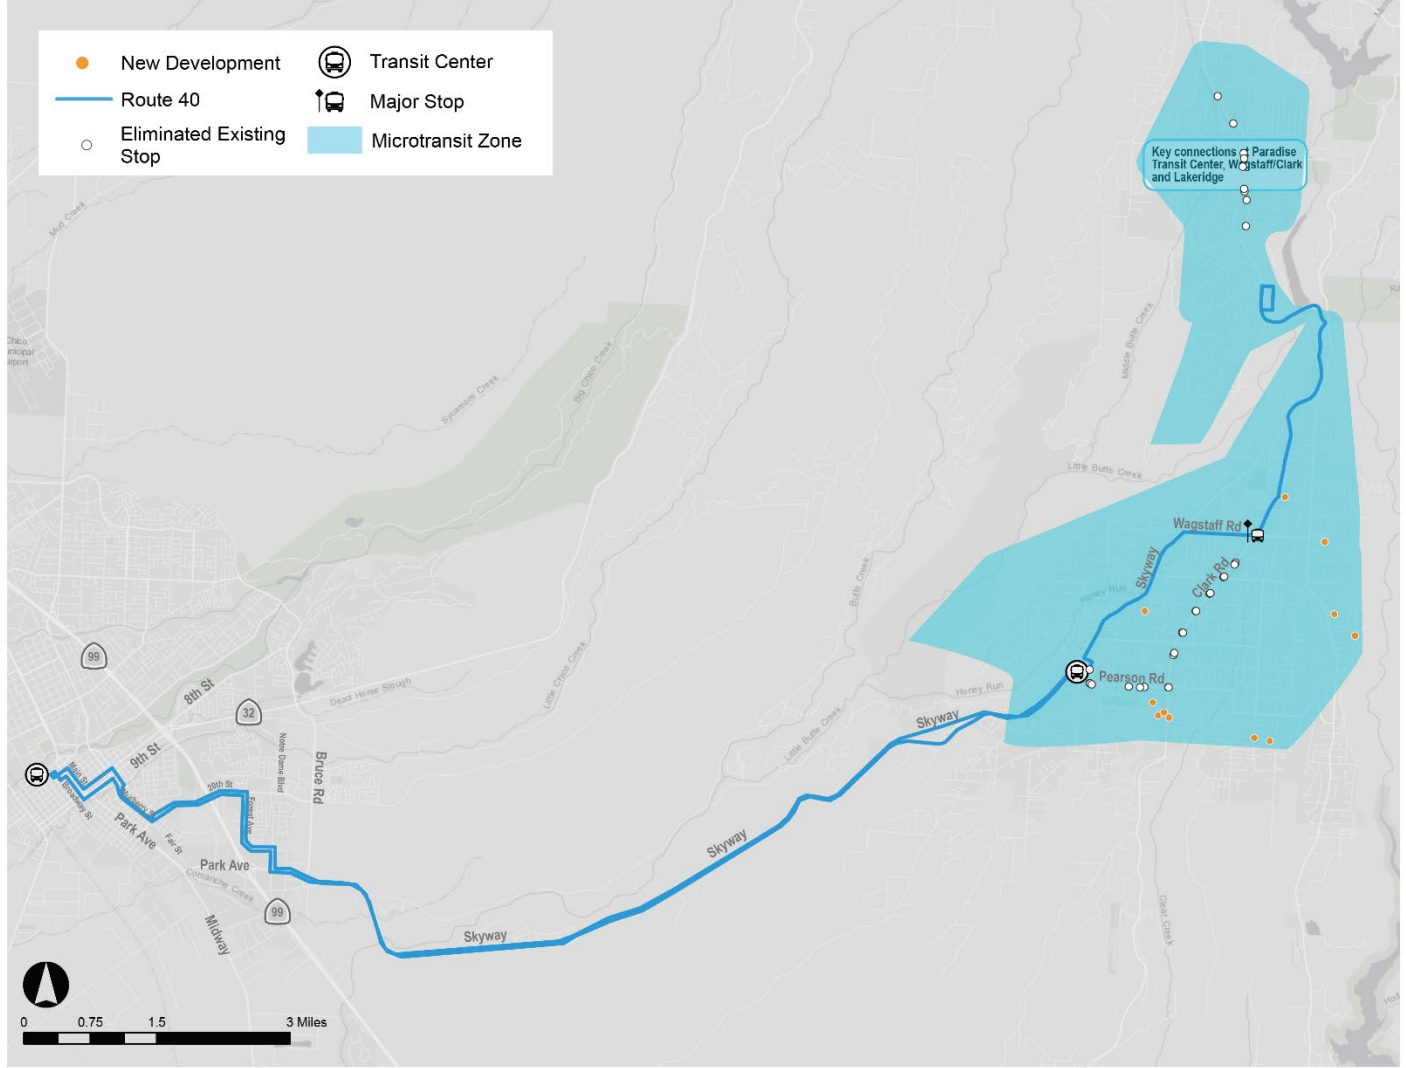 New Development
Transit Center
Route 40
Major Stop
Eliminated Existing
Stop
Microtransit Zone
Key connections at Paradise
Transit Center, Wagstaff/Clark
and Lakeridge
Mud Creek
Chico
Sycamore Creek
Big Chico Creek
Middle Butte Creek
Little Butte Creek
Wagstaff Rd
Skyway
Clark Rd
Honey Run
Butte Creek
Pearson Rd
Honey Run
Skyway
Little Butte Creek
Little Chico Creek
99
8th St
Dead Horse Slough
32
9th St
Notre Dame Blvd
Bruce Rd
Main St
Broadway St
Mulberry St
20th St
Forest Ave
Park Ave
Fair St
Park Ave
Comanche Creek
99
Midway
Skyway
Skyway
Clear Creek
0 0.75 1.5 3 Miles